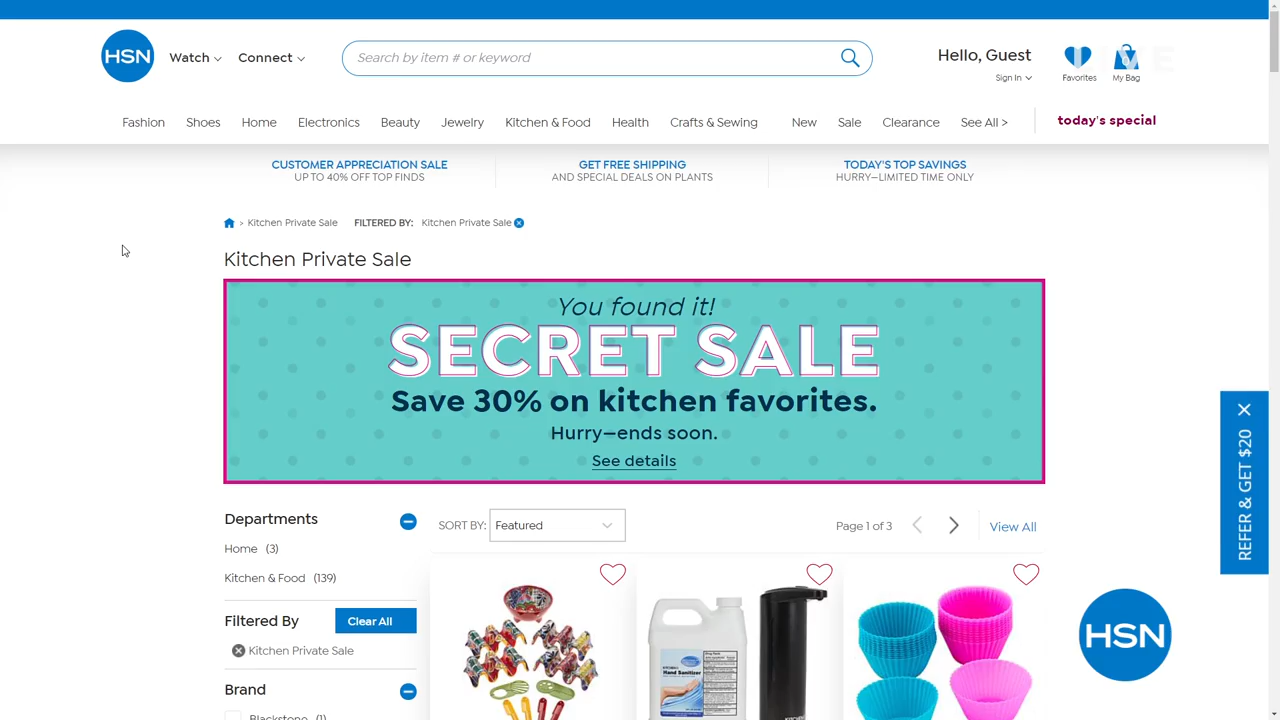 HSN
Watch
Connect
Search by item # or keyword
Hello, Guest
Sign In
Favorites
My Bag
Fashion
Shoes
Home
Electronics
Beauty
Jewelry
Kitchen & Food
Health
Crafts & Sewing
New
Sale
Clearance
See All >
today's special
CUSTOMER APPRECIATION SALE
UP TO 40% OFF TOP FINDS
GET FREE SHIPPING
AND SPECIAL DEALS ON PLANTS
TODAY'S TOP SAVINGS
HURRY—LIMITED TIME ONLY
> Kitchen Private Sale
FILTERED BY: Kitchen Private Sale
Kitchen Private Sale
You found it!
SECRET SALE
Save 30% on kitchen favorites.
Hurry—ends soon.
See details
REFER & GET $20
Departments
Home (3)
Kitchen & Food (139)
Filtered By
Clear All
Kitchen Private Sale
Brand
Blackstone (1)
SORT BY: Featured
Page 1 of 3
View All
Hand Sanitizer
HSN